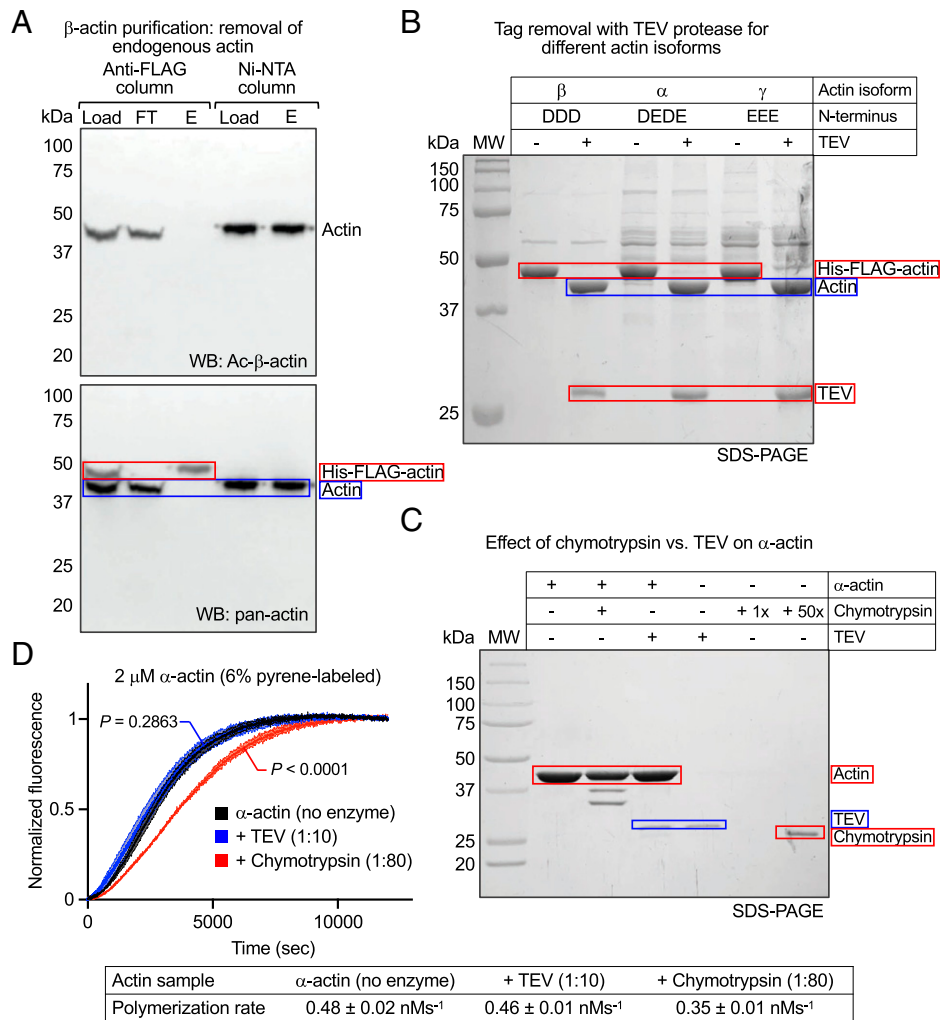 A
β-actin purification: removal of
endogenous actin
Anti-FLAG
column
Ni-NTA
column
kDa Load FT E Load E
100
75
50
37
25
20
Actin
WB: Ac-β-actin
100
75
50
37
25
20
His-FLAG-actin
Actin
WB: pan-actin
B
Tag removal with TEV protease for
different actin isoforms
β α γ Actin isoform
DDD DEDE EEE N-terminus
kDa MW - + - + - + TEV
150
100
75
50
37
25
His-FLAG-actin
Actin
TEV
SDS-PAGE
C
Effect of chymotrypsin vs. TEV on α-actin
+ + + - - - α-actin
- + - - + 1x + 50x Chymotrypsin
kDa MW - - + + - - TEV
150
100
75
50
37
25
20
Actin
TEV
Chymotrypsin
SDS-PAGE
D
2 μM α-actin (6% pyrene-labeled)
Normalized fluorescence
1
0.5
0
P = 0.2863
P < 0.0001
α-actin (no enzyme)
+ TEV (1:10)
+ Chymotrypsin (1:80)
0 5000 10000
Time (sec)
Actin sample α-actin (no enzyme) + TEV (1:10) + Chymotrypsin (1:80)
Polymerization rate 0.48 ± 0.02 nMs⁻¹ 0.46 ± 0.01 nMs⁻¹ 0.35 ± 0.01 nMs⁻¹